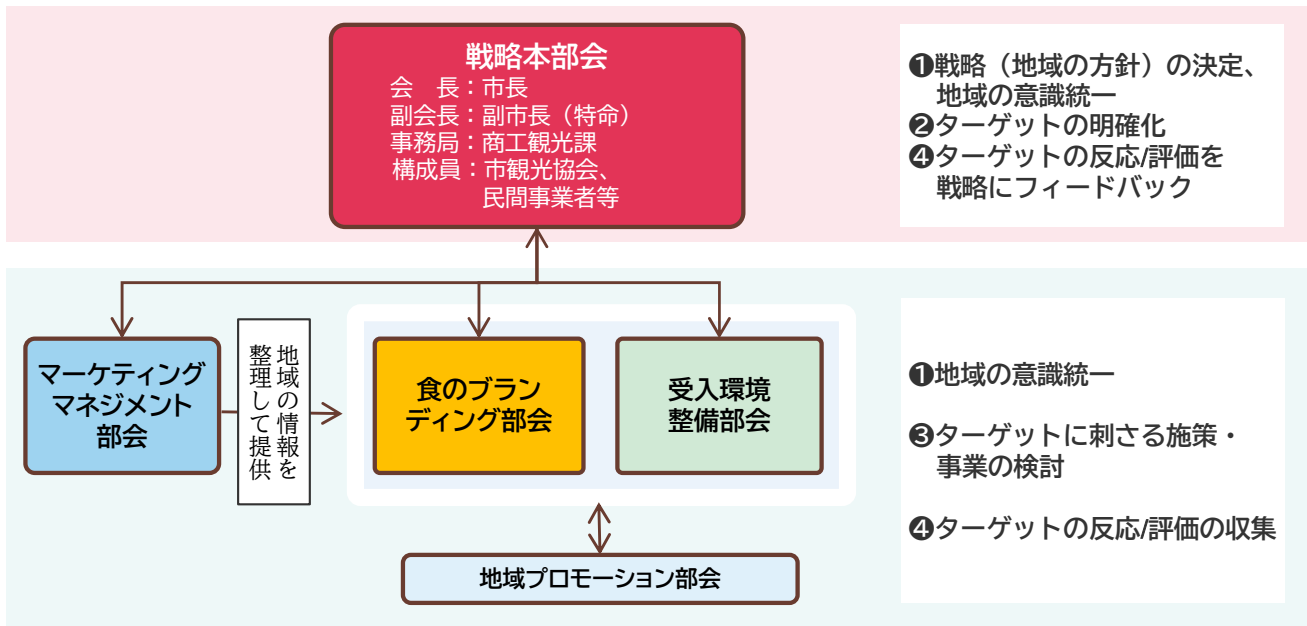 戦略本部会
会　長：市長
副会長：副市長（特命）
事務局：商工観光課
構成員：市観光協会、
民間事業者等
❶戦略（地域の方針）の決定、
地域の意識統一
❷ターゲットの明確化
❹ターゲットの反応/評価を
戦略にフィードバック
マーケティング
マネジメント
部会
地域の情報を
整理して提供
食のブラン
ディング部会
受入環境
整備部会
地域プロモーション部会
❶地域の意識統一
❸ターゲットに刺さる施策・
事業の検討
❹ターゲットの反応/評価の収集